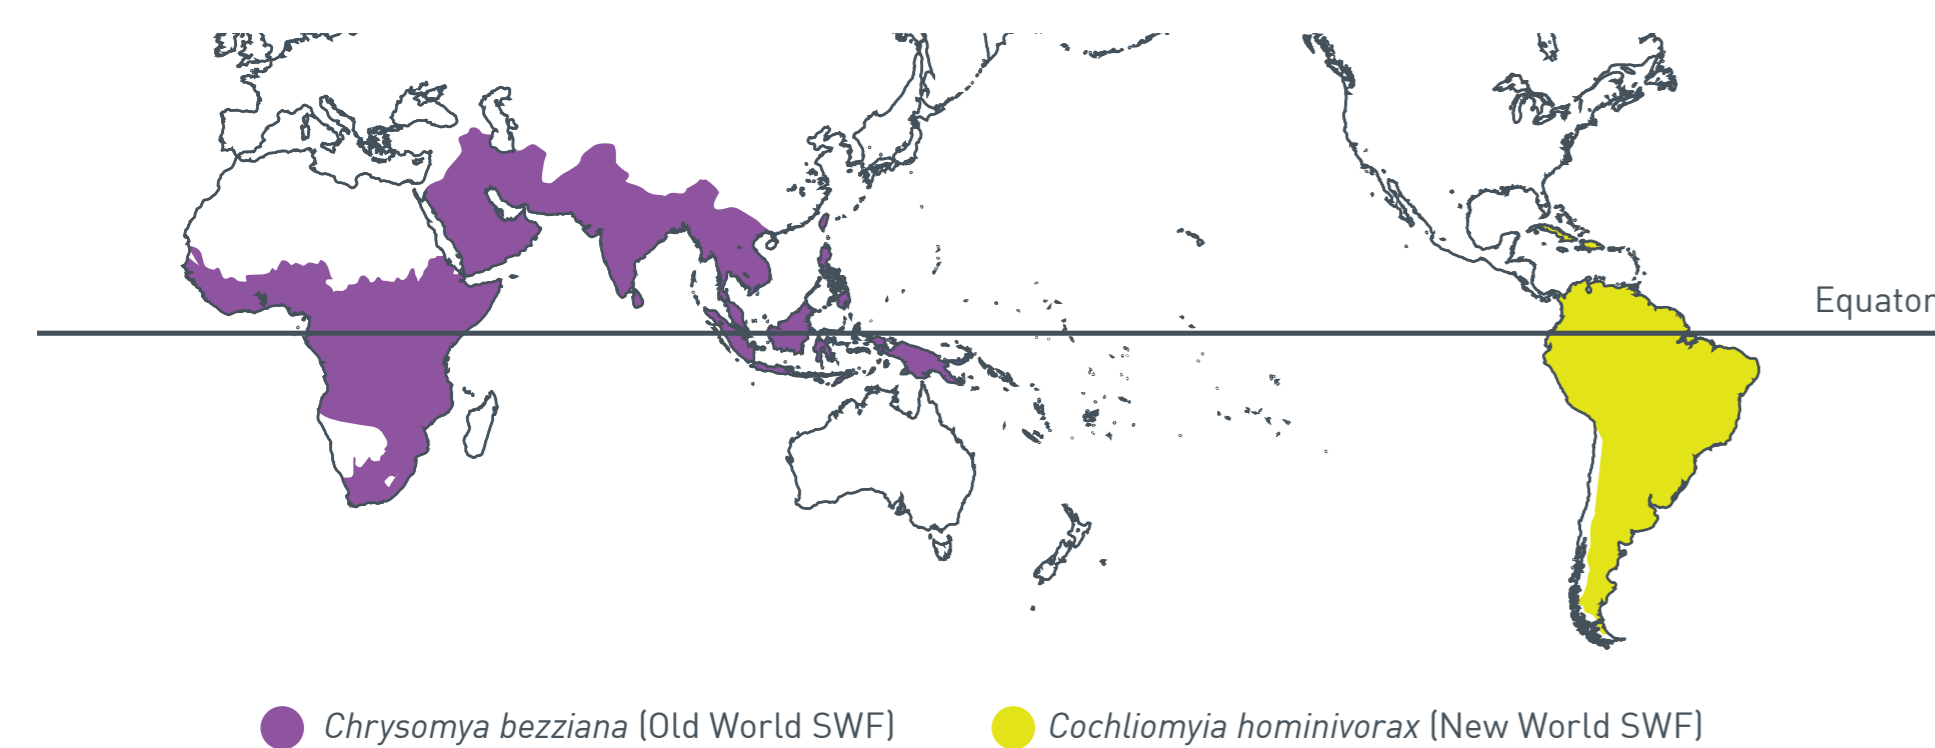 Equator
Chrysomya bezziana (Old World SWF)
Cochliomyia hominivorax (New World SWF)